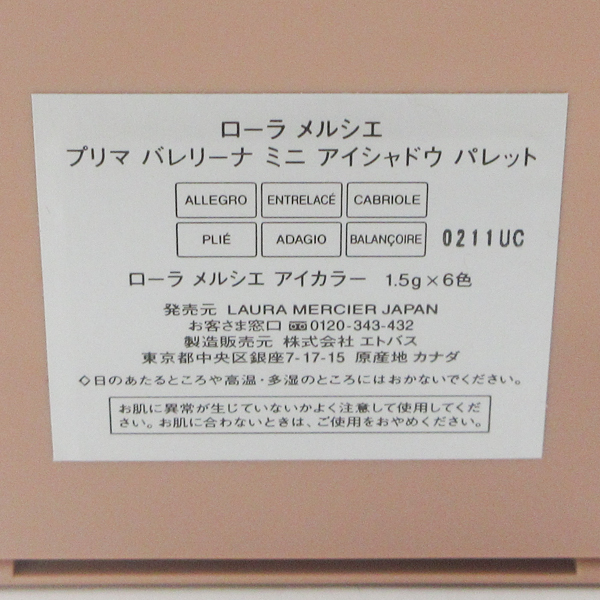 ローラ メルシエ
プリマ バレリーナ ミニ アイシャドウ パレット
ALLEGRO ENTRELACÉ CABRIOLE
PLIÉ ADAGIO BALANÇOIRE 0211UC
ローラ メルシエ アイカラー 1.5g×6色
発売元 LAURA MERCIER JAPAN
お客さま窓口 0120-343-432
製造販売元 株式会社 エトバス
東京都中央区銀座7-17-15 原産地 カナダ
◇日のあたるところや高温・多湿のところにはおかないでください。
お肌に異常が生じていないかよく注意して使用してくだ
さい。お肌に合わないときは、ご使用をおやめください。